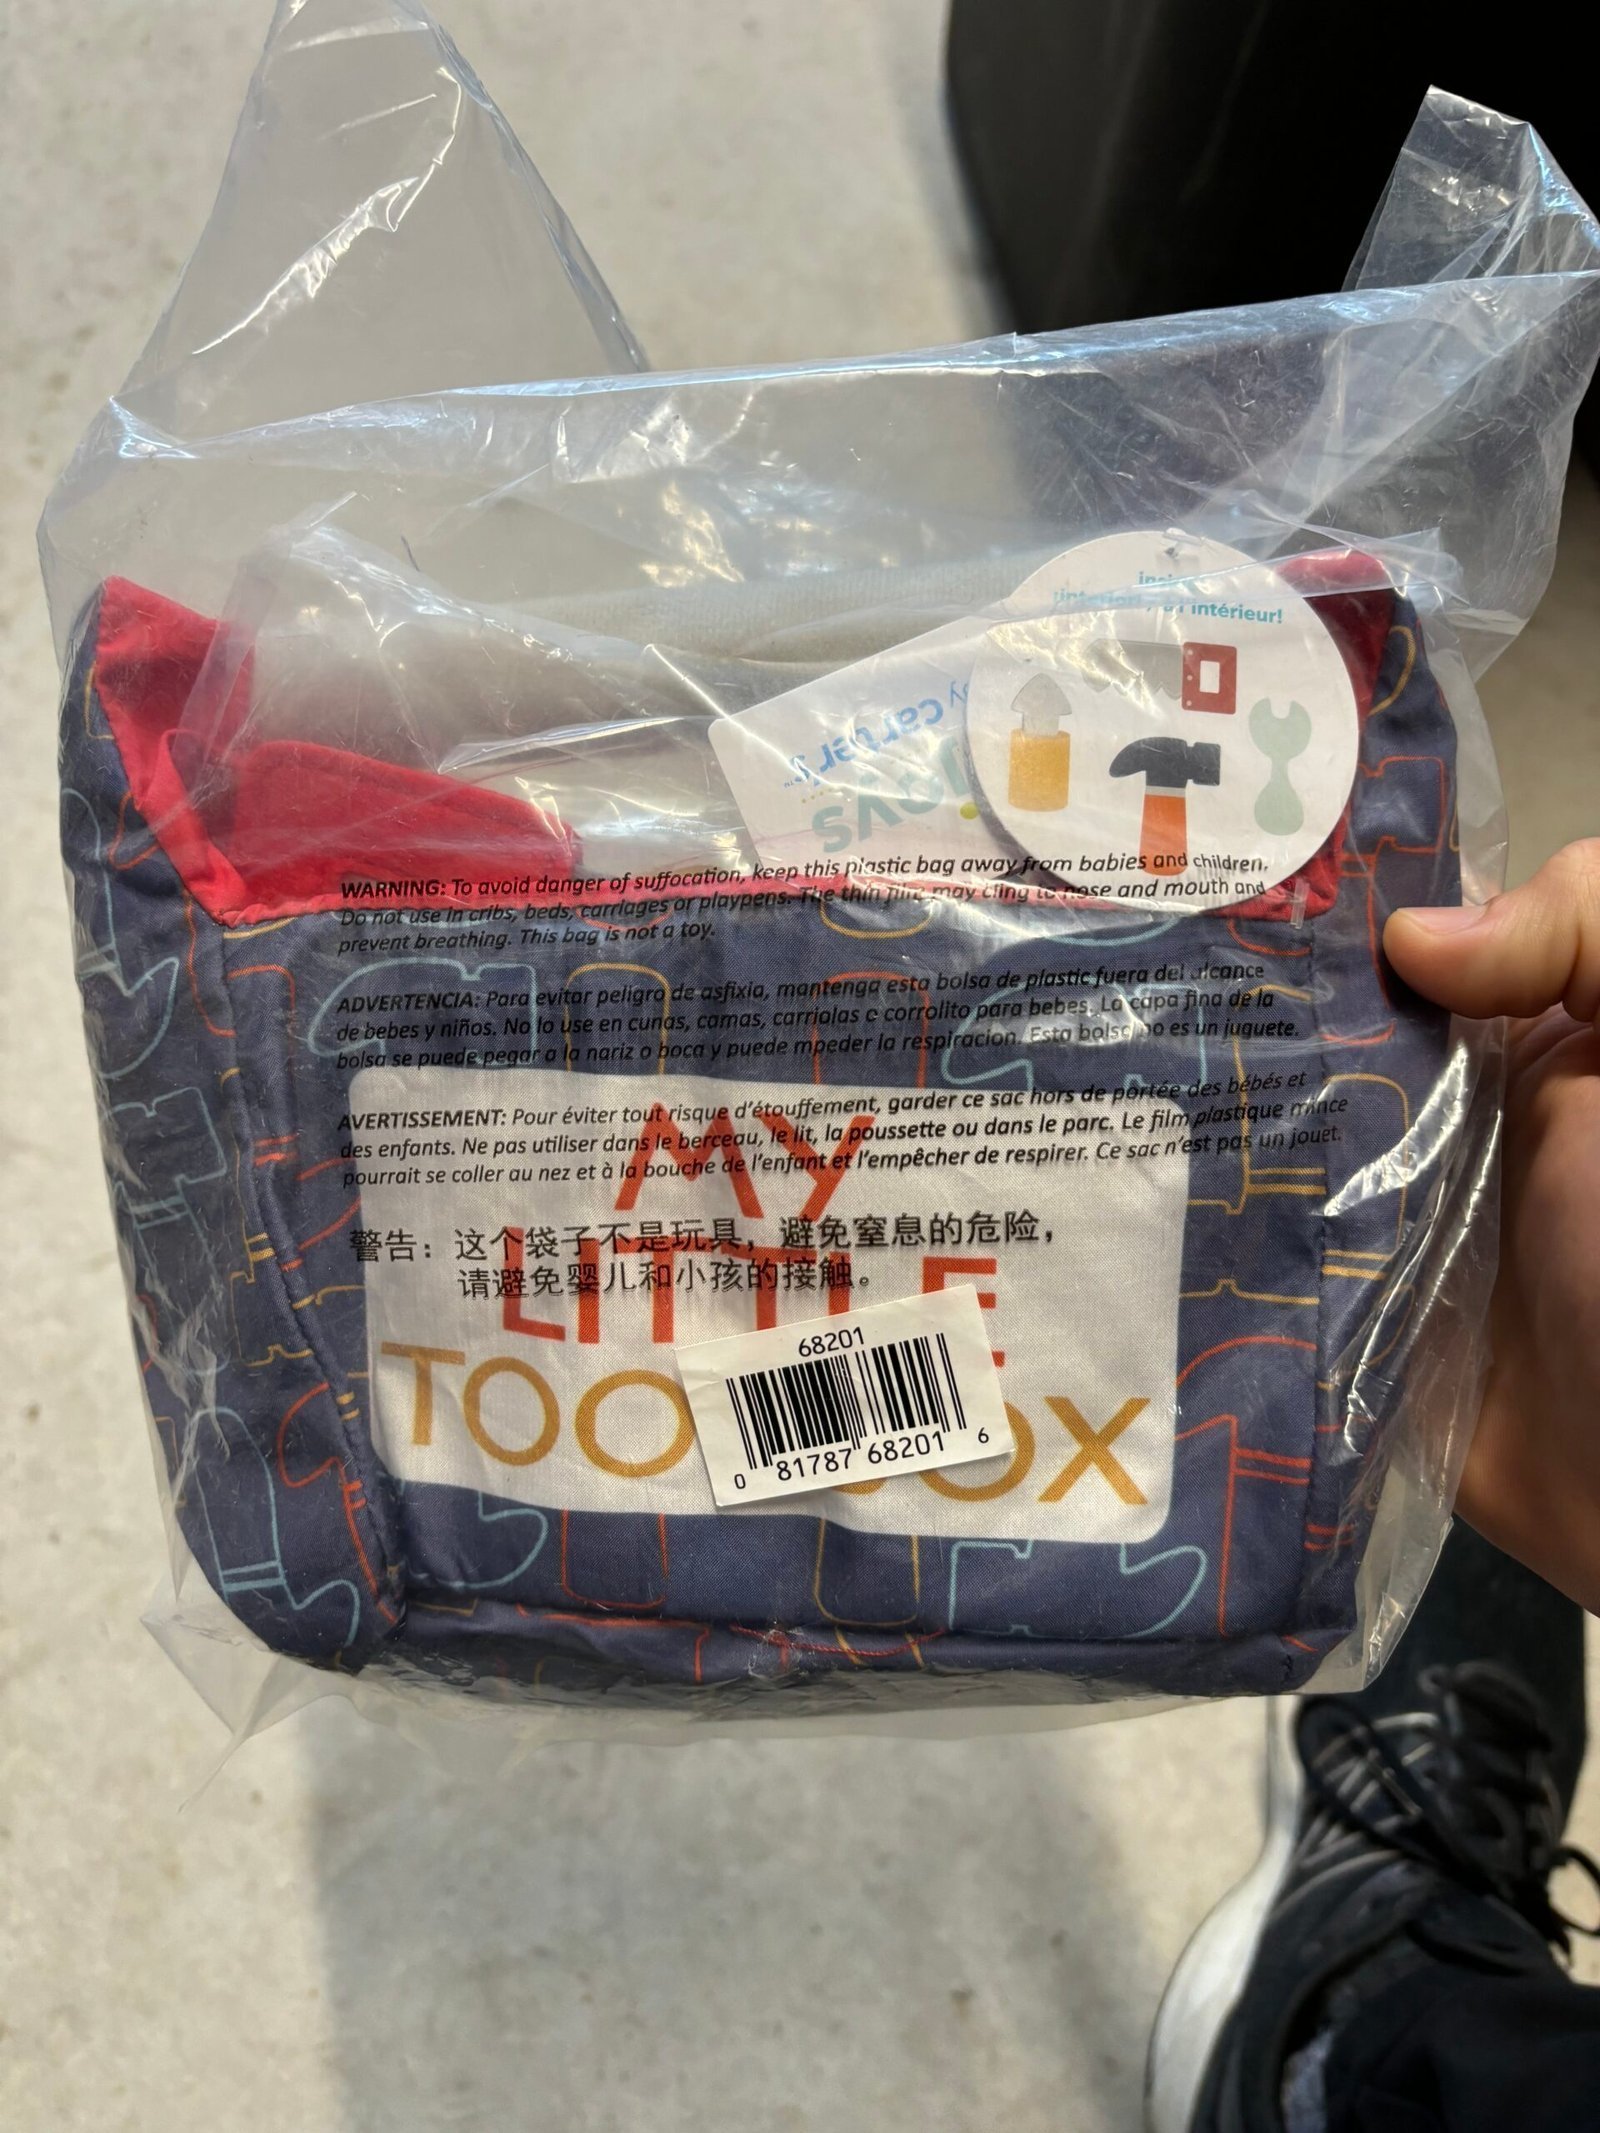 inside!
¡interior! / à l'intérieur!
by carter's™
Joys
WARNING: To avoid danger of suffocation, keep this plastic bag away from babies and children.
Do not use in cribs, beds, carriages or playpens. The thin film may cling to nose and mouth and
prevent breathing. This bag is not a toy.
ADVERTENCIA: Para evitar peligro de asfixia, mantenga esta bolsa de plastic fuera del alcance
de bebes y niños. No lo use en cunas, camas, carriolas o corrolito para bebes. La capa fina de la
bolsa se puede pegar a la nariz o boca y puede mpeder la respiracion. Esta bolsa no es un juguete.
AVERTISSEMENT: Pour éviter tout risque d'étouffement, garder ce sac hors de portée des bébés et
des enfants. Ne pas utiliser dans le berceau, le lit, la poussette ou dans le parc. Le film plastique mince
pourrait se coller au nez et à la bouche de l'enfant et l'empêcher de respirer. Ce sac n'est pas un jouet.
警告：这个袋子不是玩具，避免窒息的危险，
请避免婴儿和小孩的接触。
MY
LITTLE
TOO OX
68201
0 81787 68201 6